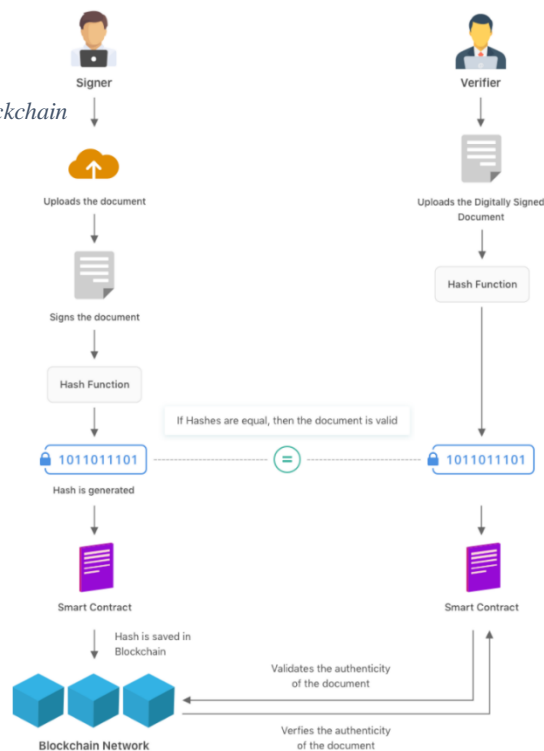 Signer
Verifier
ckchain
Uploads the document
Uploads the Digitally Signed
Document
Hash Function
Signs the document
Hash Function
If Hashes are equal, then the document is valid
1011011101
=
1011011101
Hash is generated
Smart Contract
Smart Contract
Hash is saved in
Blockchain
Validates the authenticity
of the document
Blockchain Network
Verfies the authenticity
of the document